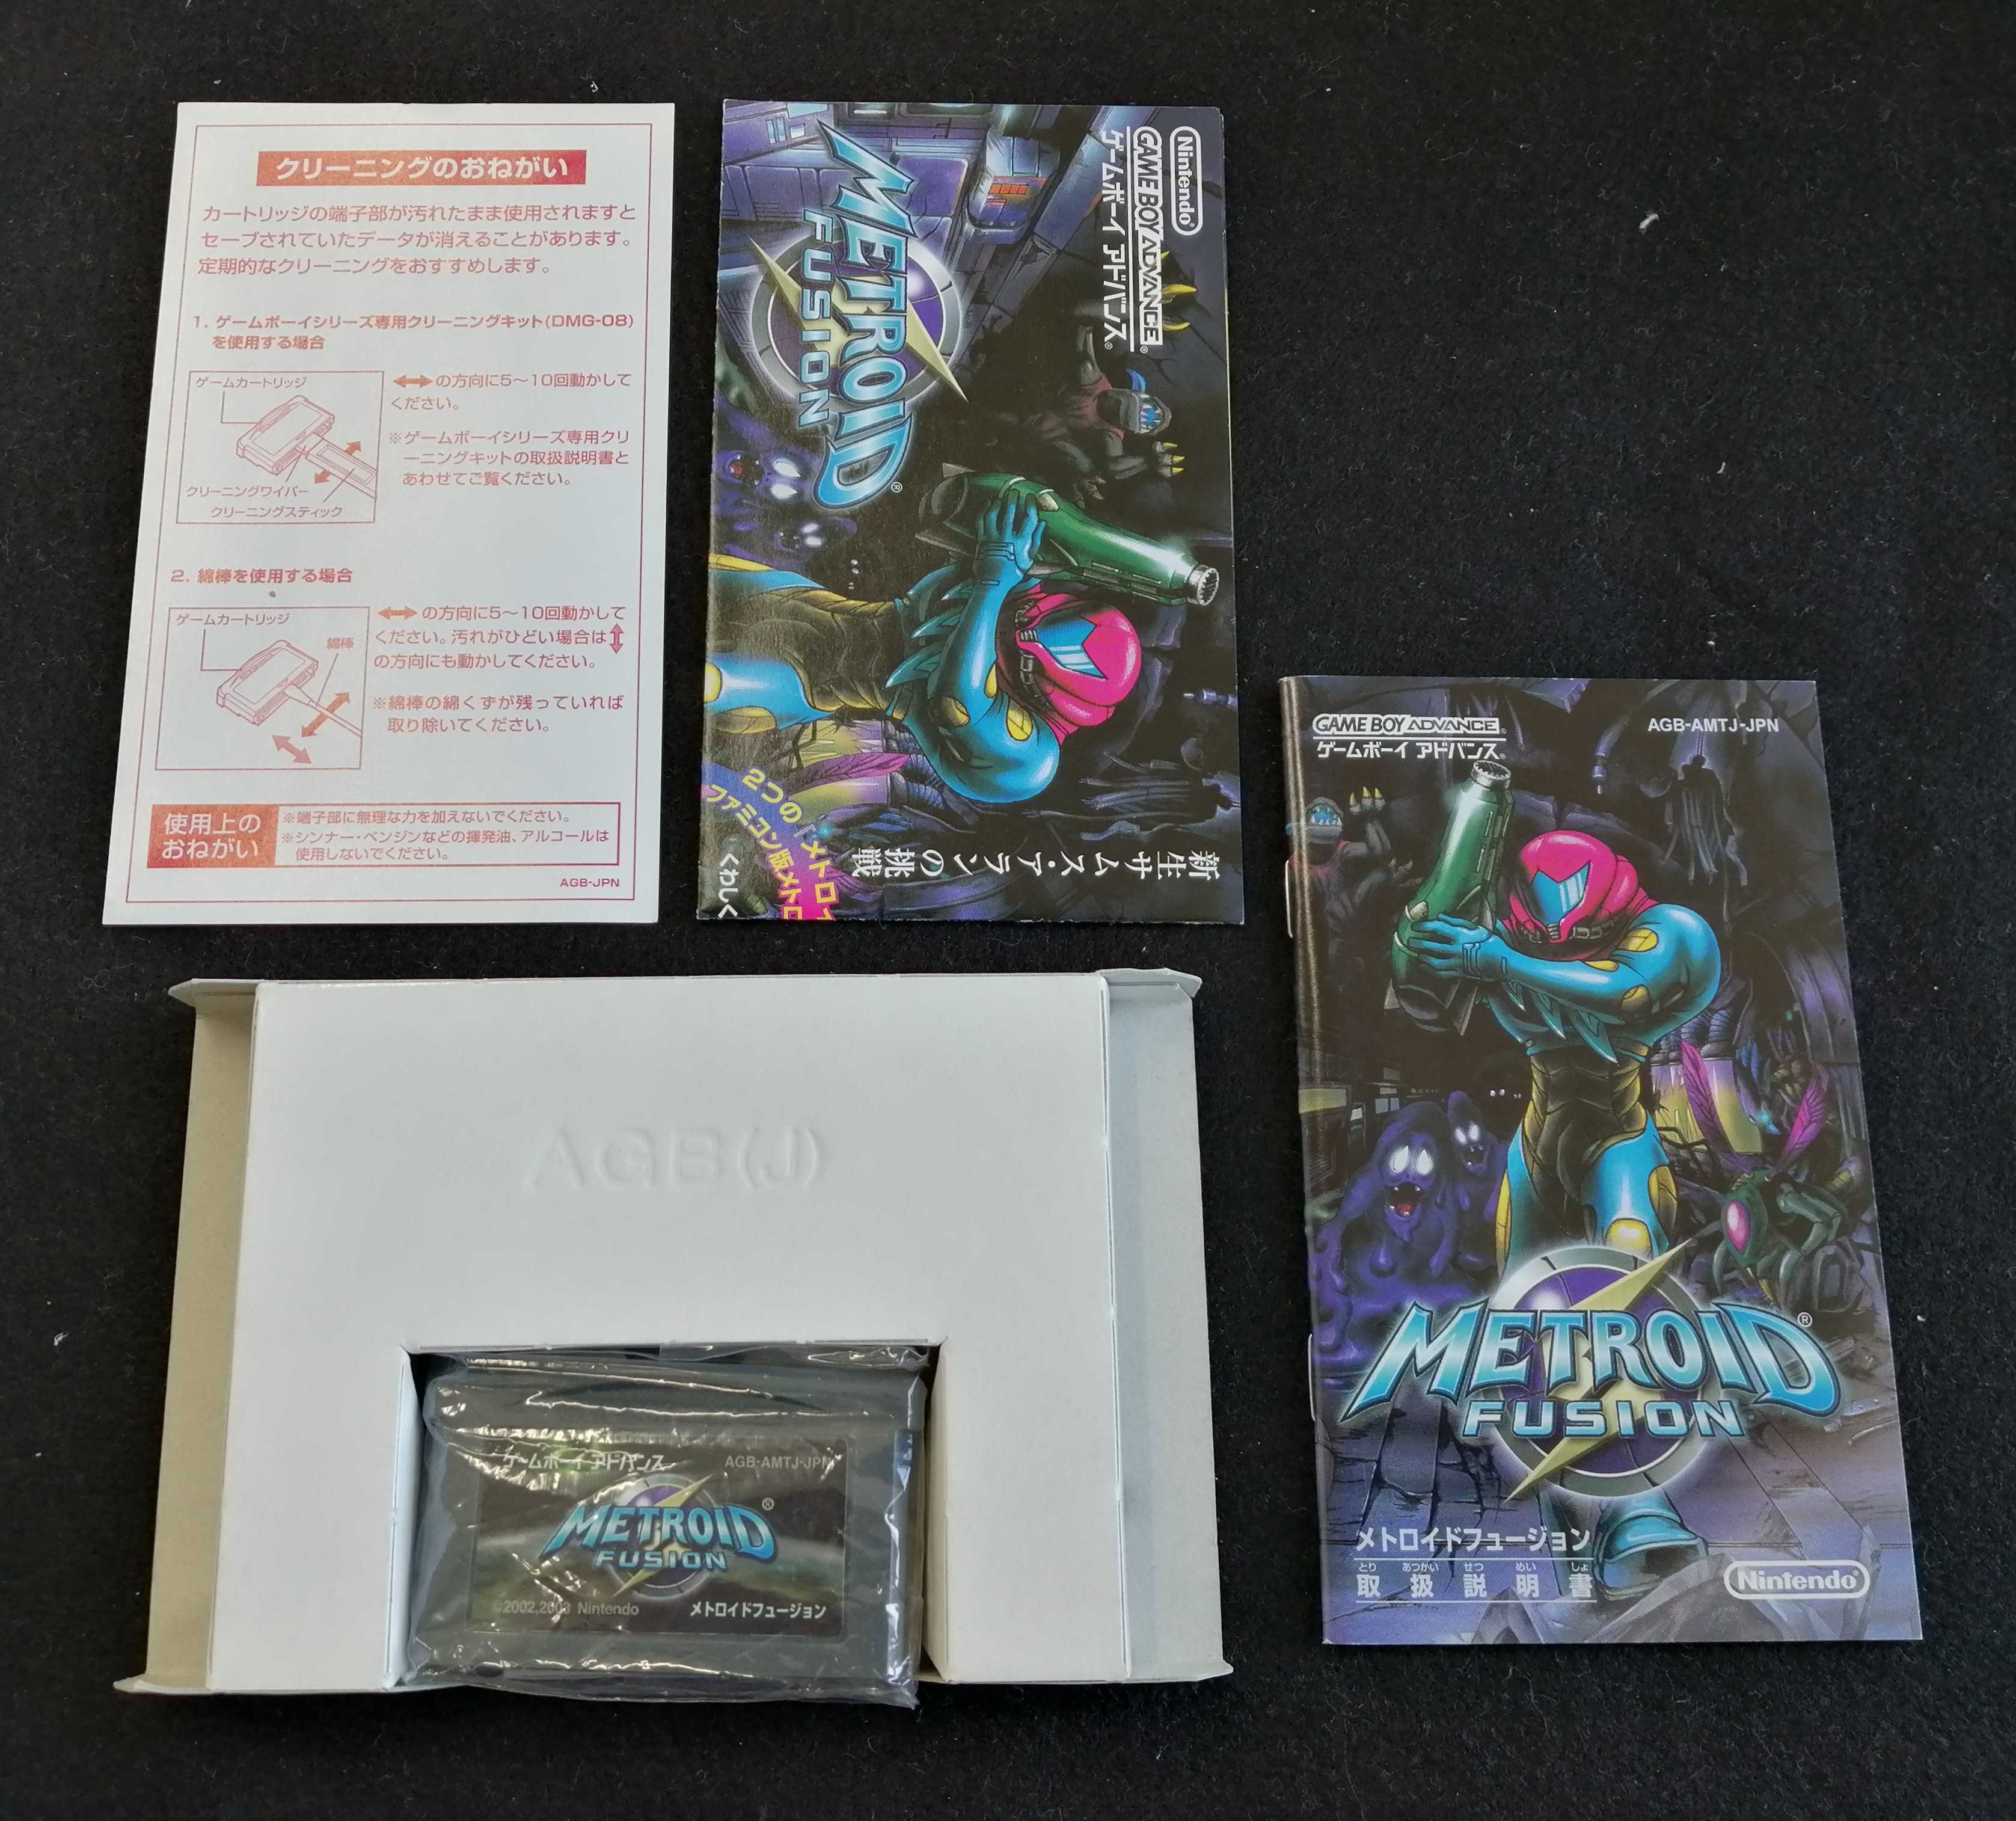 クリーニングのおねがい
カートリッジの端子部が汚れたまま使用されますと
セーブされていたデータが消えることがあります。
定期的なクリーニングをおすすめします。
1. ゲームボーイシリーズ専用クリーニングキット(DMG-08)
を使用する場合
ゲームカートリッジ
クリーニングワイパー
クリーニングスティック
の方向に5〜10回動かして
ください。
※ゲームボーイシリーズ専用クリ
ーニングキットの取扱説明書と
あわせてご覧ください。
2. 綿棒を使用する場合
ゲームカートリッジ
綿棒
の方向に5〜10回動かして
ください。汚れがひどい場合は
の方向にも動かしてください。
※綿棒の綿くずが残っていれば
取り除いてください。
使用上の
おねがい
※端子部に無理な力を加えないでください。
※シンナー・ベンジンなどの揮発油、アルコールは
使用しないでください。
AGB-JPN
Nintendo
GAME BOY ADVANCE
ゲームボーイ アドバンス®
METROID®
FUSION
新生サムス・アランの挑戦
2つの「メトロ
ファミコン版メトロ
くわしく
GAME BOY ADVANCE
ゲームボーイ アドバンス®
AGB-AMTJ-JPN
METROID®
FUSION
メトロイドフュージョン
とり あつかい せつ めい しょ
取扱説明書
Nintendo®
AGB(J)
ゲームボーイ アドバンス
AGB-AMTJ-JPN
METROID®
FUSION
©2002,2003 Nintendo
メトロイドフュージョン